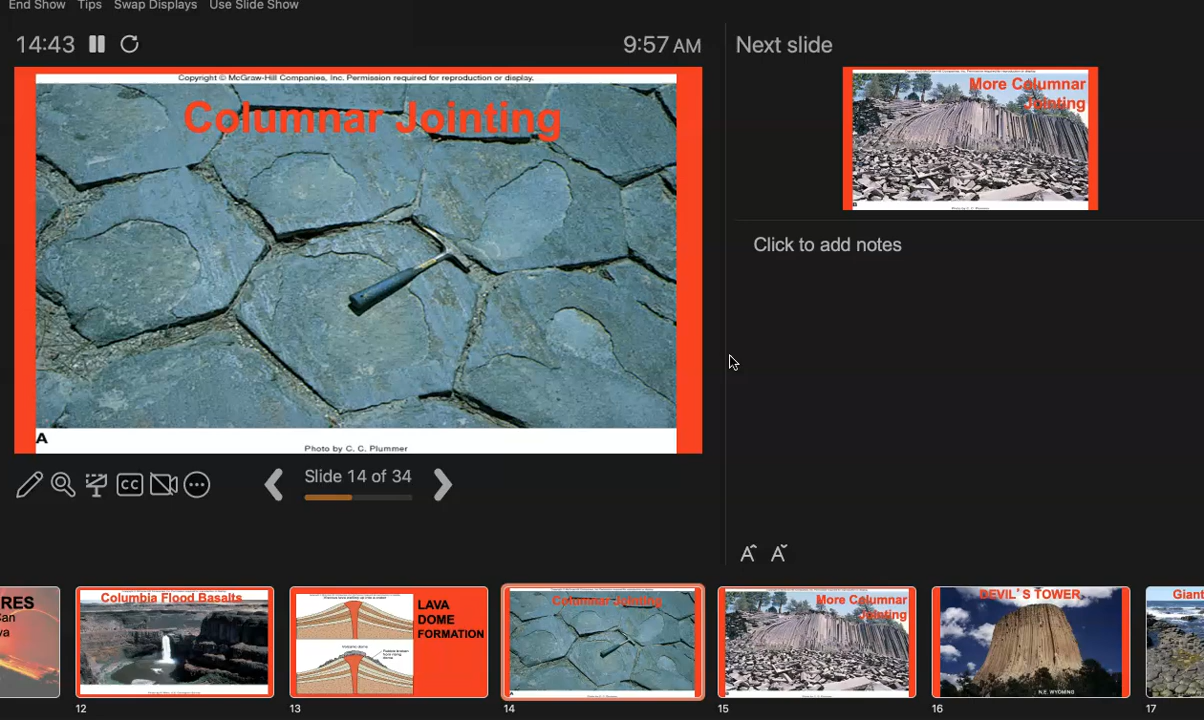 End Show Tips Swap Displays Use Slide Show
14:43
9:57 AM
Next slide
Copyright © McGraw-Hill Companies, Inc. Permission required for reproduction or display.
Columnar Jointing
A
Photo by C. C. Plummer
More Columnar
Jointing
Click to add notes
CC
Slide 14 of 34
A A
RES
Columbia Flood Basalts
LAVA
DOME
FORMATION
Columnar Jointing
More Columnar
Jointing
DEVIL'S TOWER
N.E. WYOMING
Giant
12
13
14
15
16
17